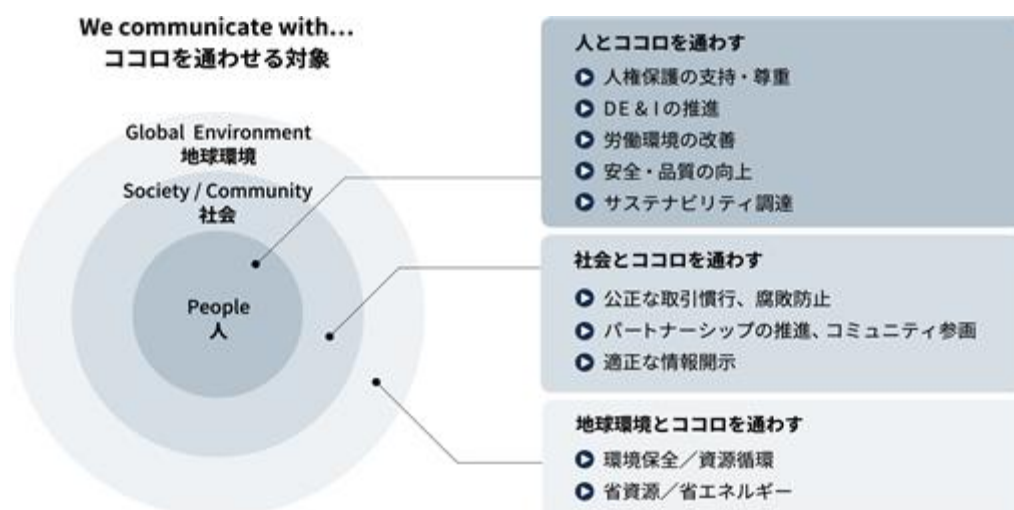 We communicate with...
ココロを通わせる対象
Global Environment
地球環境
Society / Community
社会
People
人
人とココロを通わす
人権保護の支持・尊重
DE & Iの推進
労働環境の改善
安全・品質の向上
サステナビリティ調達
社会とココロを通わす
公正な取引慣行、腐敗防止
パートナーシップの推進、コミュニティ参画
適正な情報開示
地球環境とココロを通わす
環境保全／資源循環
省資源／省エネルギー